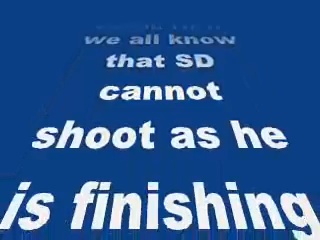 we all know
that SD
cannot
shoot as he
is finishing